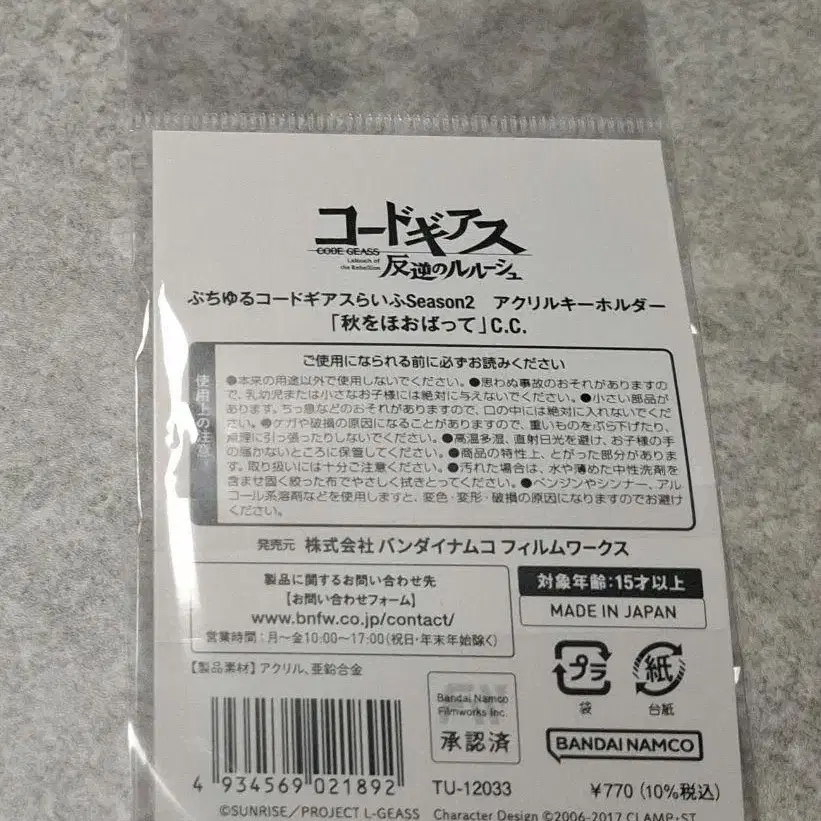 コードギアス
CODE GEASS
Lelouch of
the Rebellion
反逆のルルーシュ
ぷちゆるコードギアスらいふSeason2 アクリルキーホルダー
「秋をほおばって」C.C.
ご使用になられる前に必ずお読みください
使用上の注意
●本来の用途以外で使用しないでください。●思わぬ事故のおそれがありますの
で、乳幼児または小さなお子様には絶対に与えないでください。●小さい部品が
あります。ちっ息などのおそれがありますので、口の中には絶対に入れないでくだ
さい。●ケガや破損の原因になることがありますので、重いものをぶら下げたり、
無理に引っ張ったりしないでください。●高温多湿、直射日光を避け、お子様の手
の届かないところに保管してください。●商品の特性上、とがった部分がありま
す。取り扱いには十分ご注意ください。●汚れた場合は、水や薄めた中性洗剤を
含ませ固く絞った布でやさしく拭きとってください。●ベンジンやシンナー、アル
コール系溶剤などを使用しますと、変色・変形・破損の原因になりますのでお避け
ください。
発売元 株式会社バンダイナムコフィルムワークス
製品に関するお問い合わせ先
【お問い合わせフォーム】
www.bnfw.co.jp/contact/
営業時間:月〜金10:00〜17:00(祝日・年末年始除く)
対象年齢:15才以上
MADE IN JAPAN
【製品素材】アクリル、亜鉛合金
プラ
袋
紙
台紙
Bandai Namco
Filmworks Inc.
承認済
BANDAI NAMCO
4 934569 021892
TU-12033
¥770(10%税込)
©SUNRISE/PROJECT L-GEASS Character Design ©2006-2017 CLAMP・ST